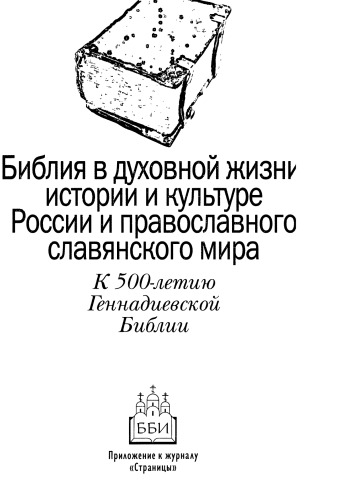 Библия в духовной жизни
истории и культуре
России и православного
славянского мира
К 500-летию
Геннадиевской
Библии
ББИ
Приложение к журналу
«Страницы»